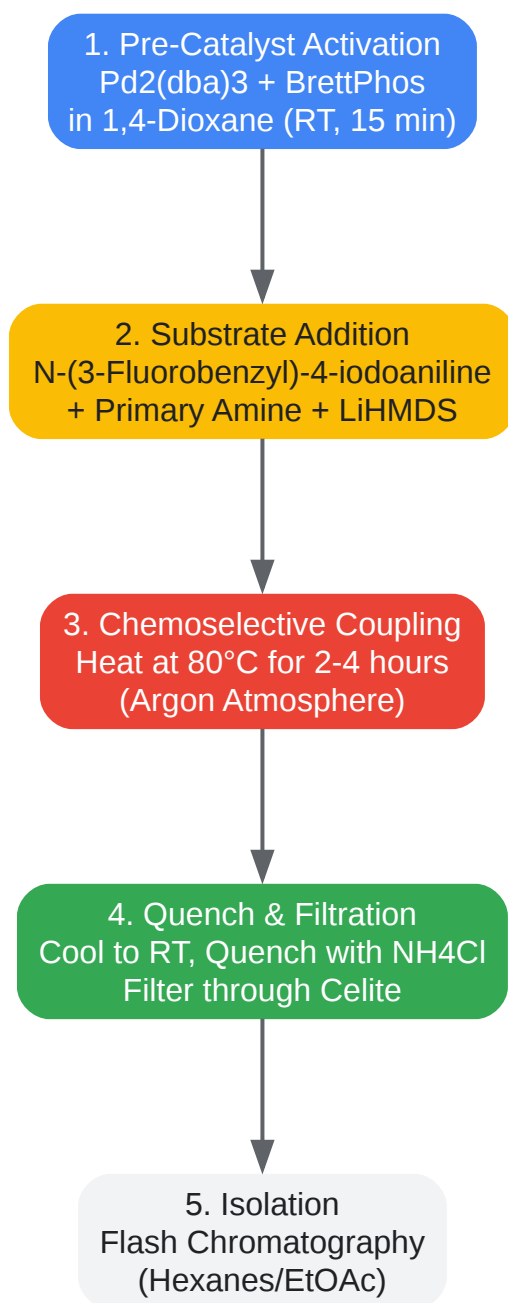 1. Pre-Catalyst Activation
Pd2(dba)3 + BrettPhos
in 1,4-Dioxane (RT, 15 min)
2. Substrate Addition
N-(3-Fluorobenzyl)-4-iodoaniline
+ Primary Amine + LiHMDS
3. Chemoselective Coupling
Heat at 80°C for 2-4 hours
(Argon Atmosphere)
4. Quench & Filtration
Cool to RT, Quench with NH4Cl
Filter through Celite
5. Isolation
Flash Chromatography
(Hexanes/EtOAc)